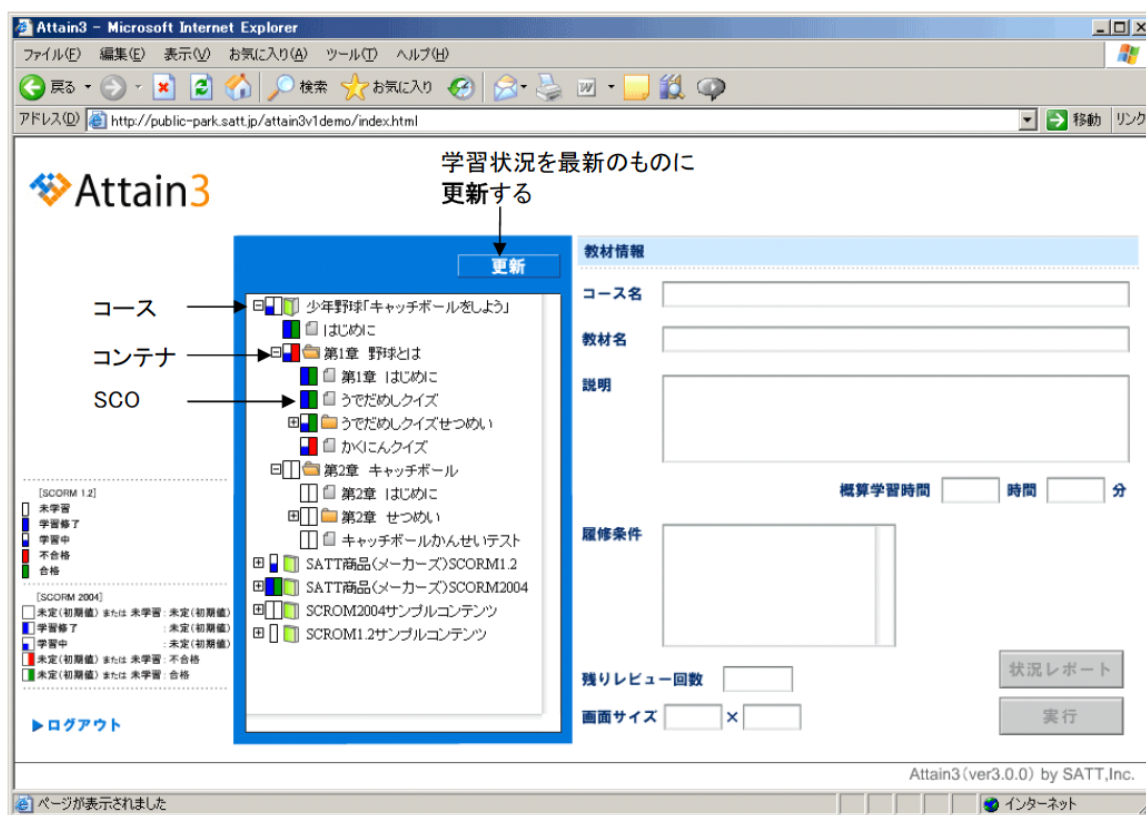 Attain3 - Microsoft Internet Explorer
ファイル(F) 編集(E) 表示(V) お気に入り(A) ツール(T) ヘルプ(H)
戻る 検索 お気に入り
アドレス(D) http://public-park.satt.jp/attain3v1demo/index.html 移動 リンク
学習状況を最新のものに
更新する
Attain3
更新
コース
コンテナ
SCO
少年野球「キャッチボールをしよう」
はじめに
第1章 野球とは
第1章 はじめに
うでだめしクイズ
うでだめしクイズせつめい
かくにんクイズ
第2章 キャッチボール
第2章 はじめに
第2章 せつめい
キャッチボールかんせいテスト
SATT商品(メーカーズ)SCORM1.2
SATT商品(メーカーズ)SCORM2004
SCROM2004サンプルコンテンツ
SCROM1.2サンプルコンテンツ
[SCORM 1.2]
未学習
学習修了
学習中
不合格
合格
[SCORM 2004]
未定(初期値) または 未学習 : 未定(初期値)
学習修了 : 未定(初期値)
学習中 : 未定(初期値)
未定(初期値) または 未学習 : 不合格
未定(初期値) または 未学習 : 合格
ログアウト
教材情報
コース名
教材名
説明
概算学習時間 時間 分
履修条件
残りレビュー回数
画面サイズ ×
状況レポート
実行
Attain3(ver3.0.0) by SATT,Inc.
ページが表示されました インターネット